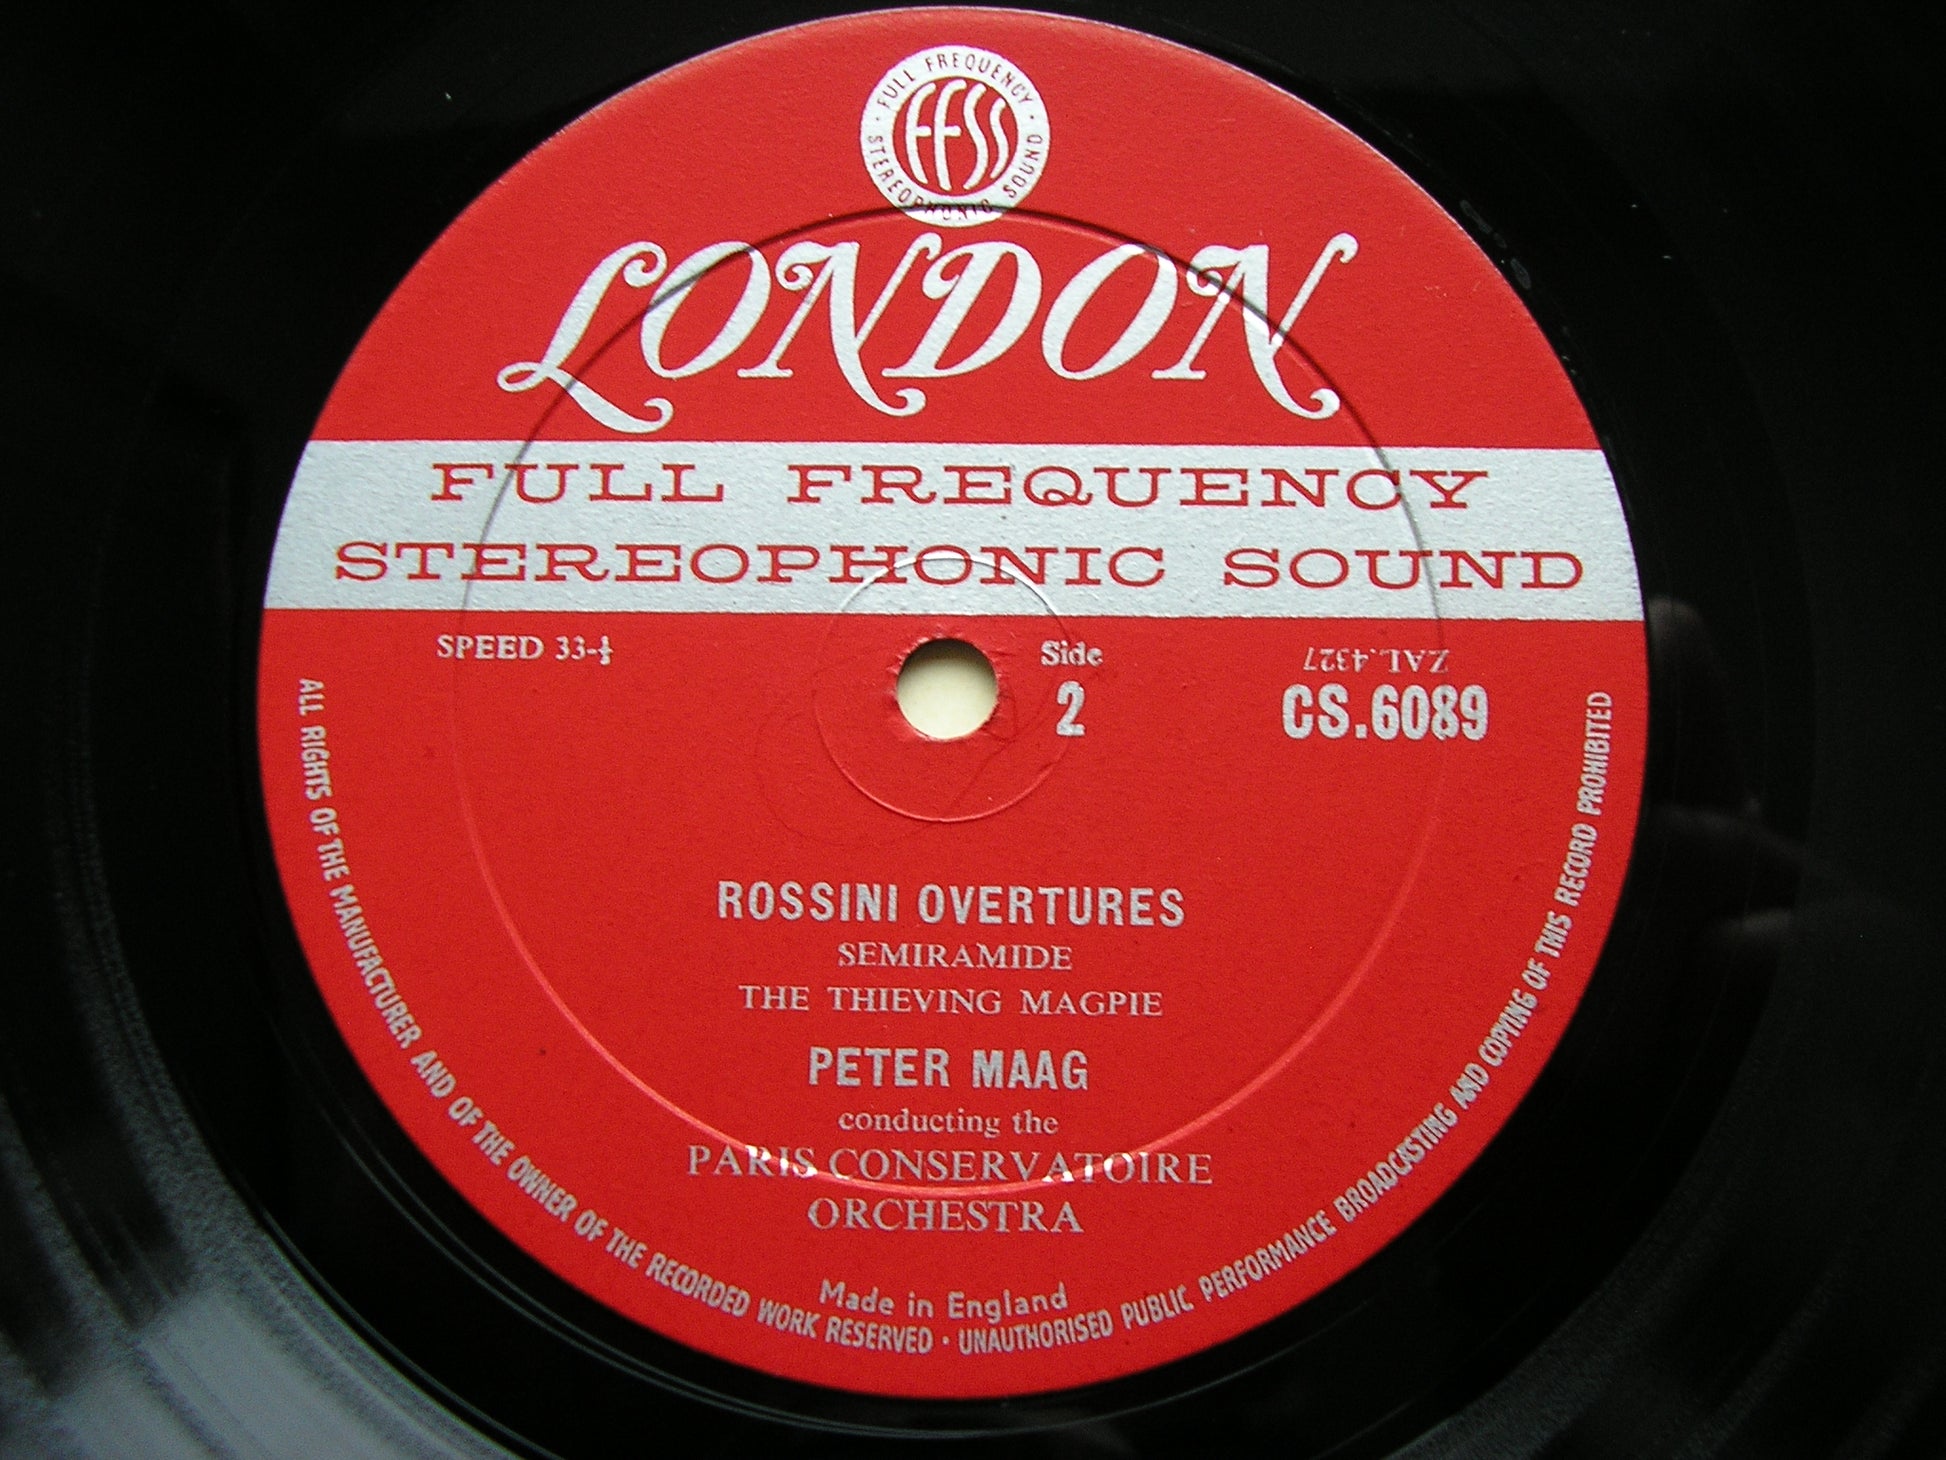 FULL FREQUENCY
STEREOPHONIC SOUND
FFSS
LONDON
FULL FREQUENCY
STEREOPHONIC SOUND
SPEED 33-⅓
Side
2
ZAL.4327
CS.6089
ROSSINI OVERTURES
SEMIRAMIDE
THE THIEVING MAGPIE
PETER MAAG
conducting the
PARIS CONSERVATOIRE
ORCHESTRA
Made in England
ALL RIGHTS OF THE MANUFACTURER AND OF THE OWNER OF THE RECORDED WORK RESERVED · UNAUTHORISED PUBLIC PERFORMANCE BROADCASTING AND COPYING OF THIS RECORD PROHIBITED